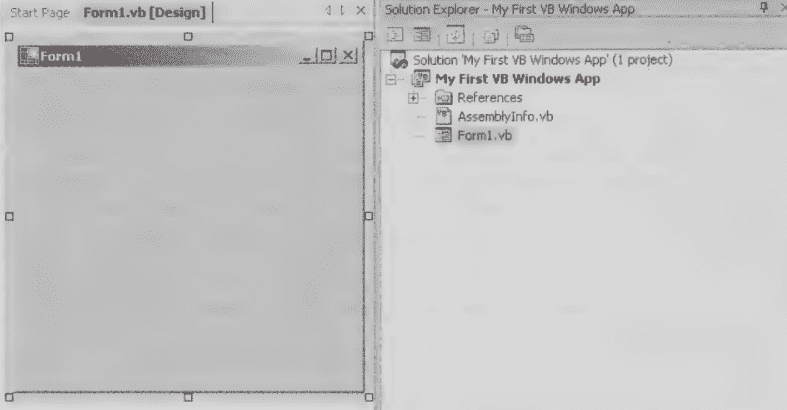 Start Page Form1.vb [Design]
Form1
Solution Explorer - My First VB Windows App
Solution 'My First VB Windows App' (1 project)
My First VB Windows App
References
AssemblyInfo.vb
Form1.vb